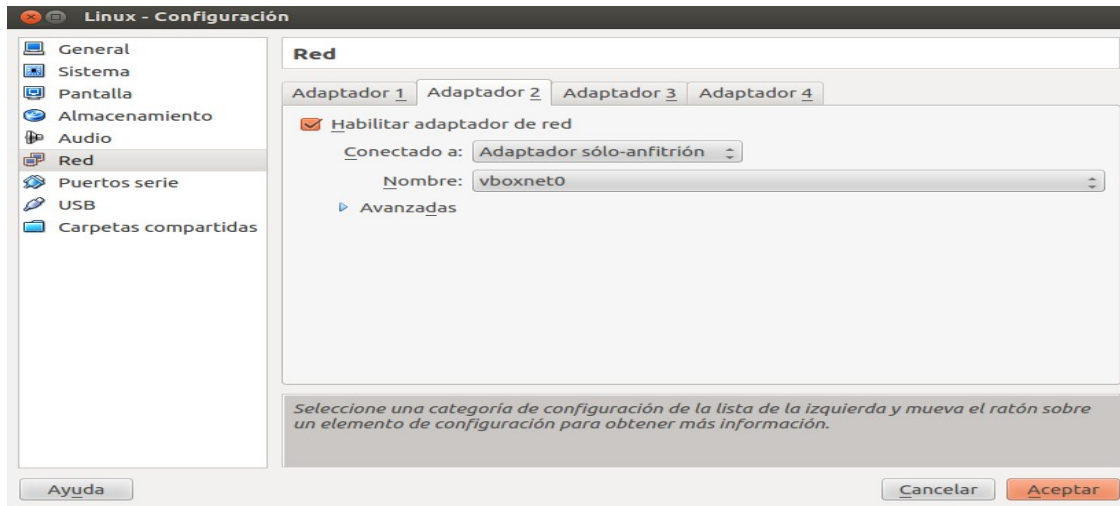 Linux - Configuración
General
Sistema
Pantalla
Almacenamiento
Audio
Red
Puertos serie
USB
Carpetas compartidas
Red
Adaptador 1 Adaptador 2 Adaptador 3 Adaptador 4
Habilitar adaptador de red
Conectado a: Adaptador sólo-anfitrión
Nombre: vboxnet0
Avanzadas
Seleccione una categoría de configuración de la lista de la izquierda y mueva el ratón sobre
un elemento de configuración para obtener más información.
Ayuda Cancelar Aceptar